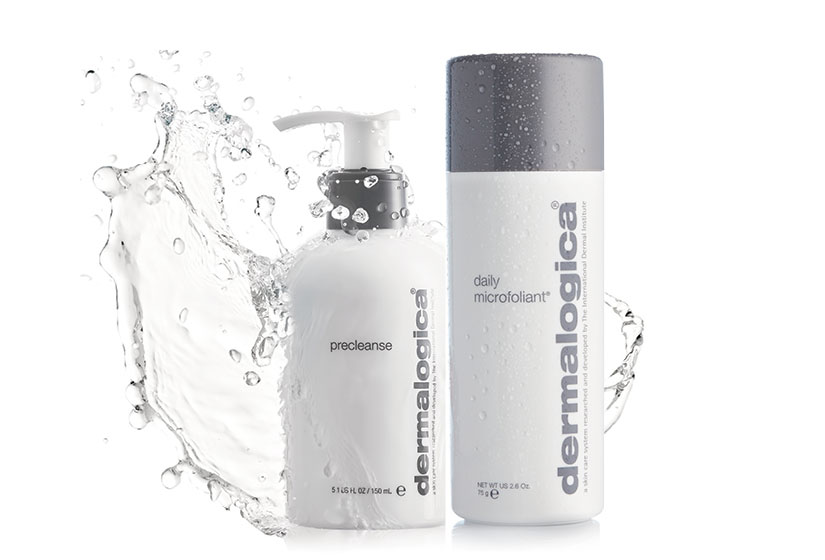 precleanse
5.1 US FL OZ / 150 mL ℮
dermalogica®
daily
microfoliant®
NET WT US 2.6 Oz.
75 g ℮
dermalogica®
a skin care system researched and developed by The International Dermal Institute